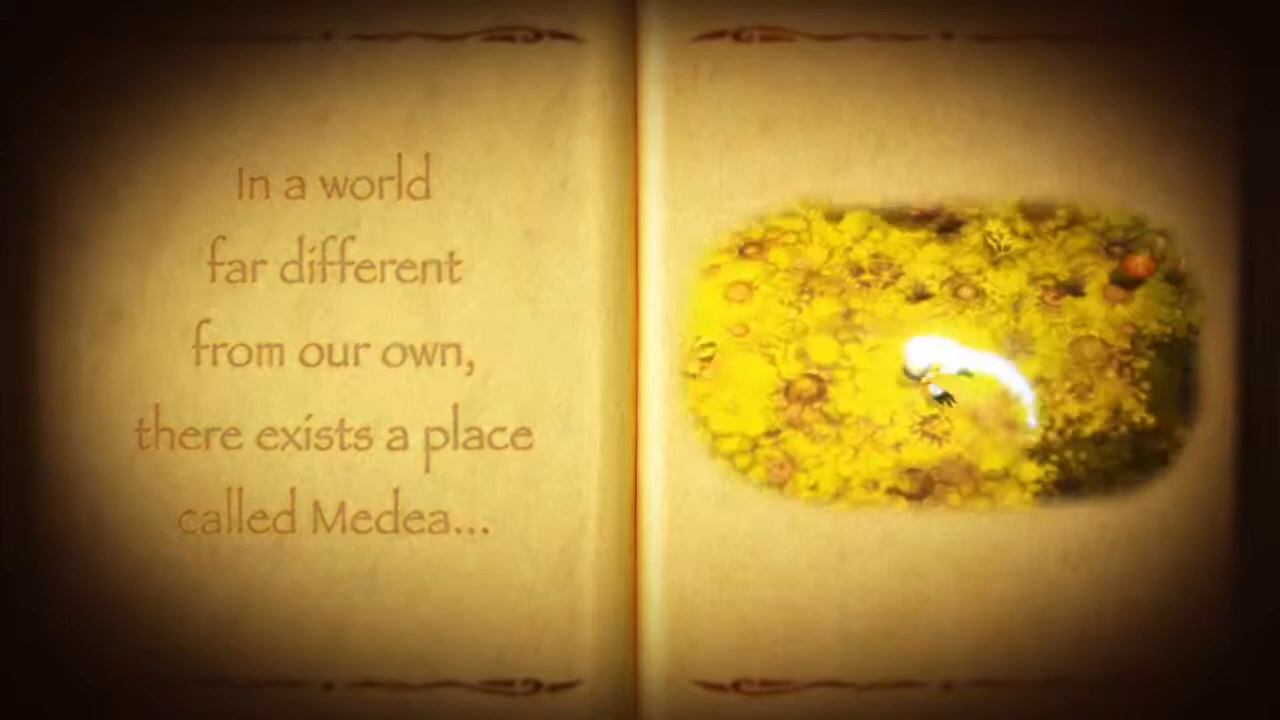 In a world
far different
from our own,
there exists a place
called Medea...